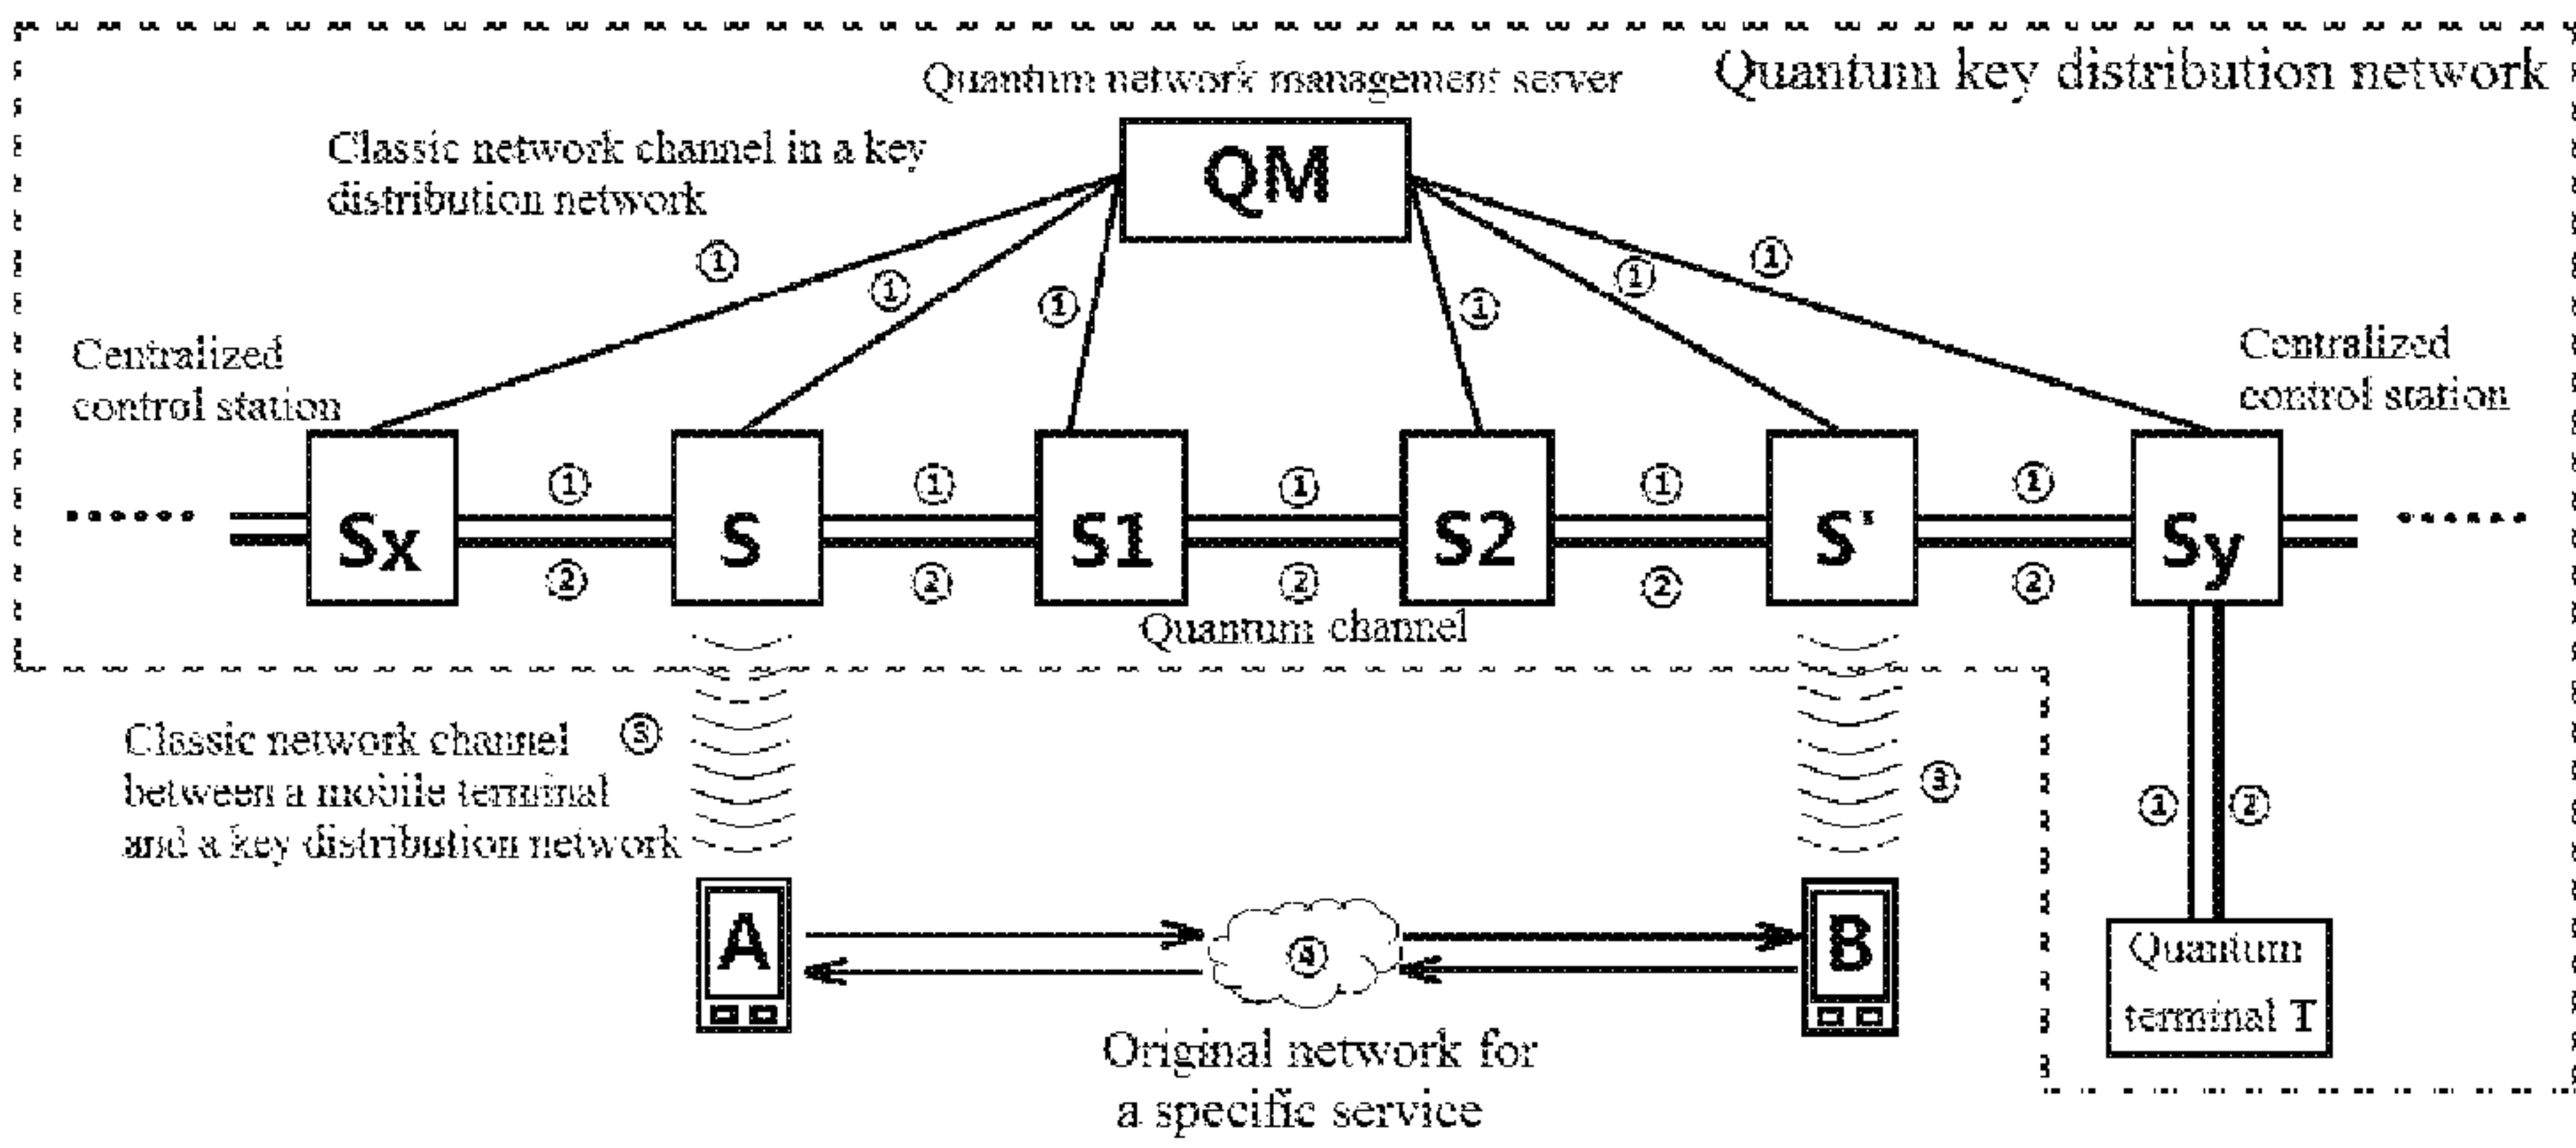 Quantum key distribution network
Quantum network management server
Classic network channel in a key
distribution network
QM
①
①
①
①
①
①
Centralized
control station
Centralized
control station
①
①
①
①
①
......
Sx
S
S1
S2
S'
Sy
......
②
②
②
②
②
Quantum channel
Classic network channel
between a mobile terminal
and a key distribution network
③
③
①
②
A
④
B
Quantum
terminal T
Original network for
a specific service